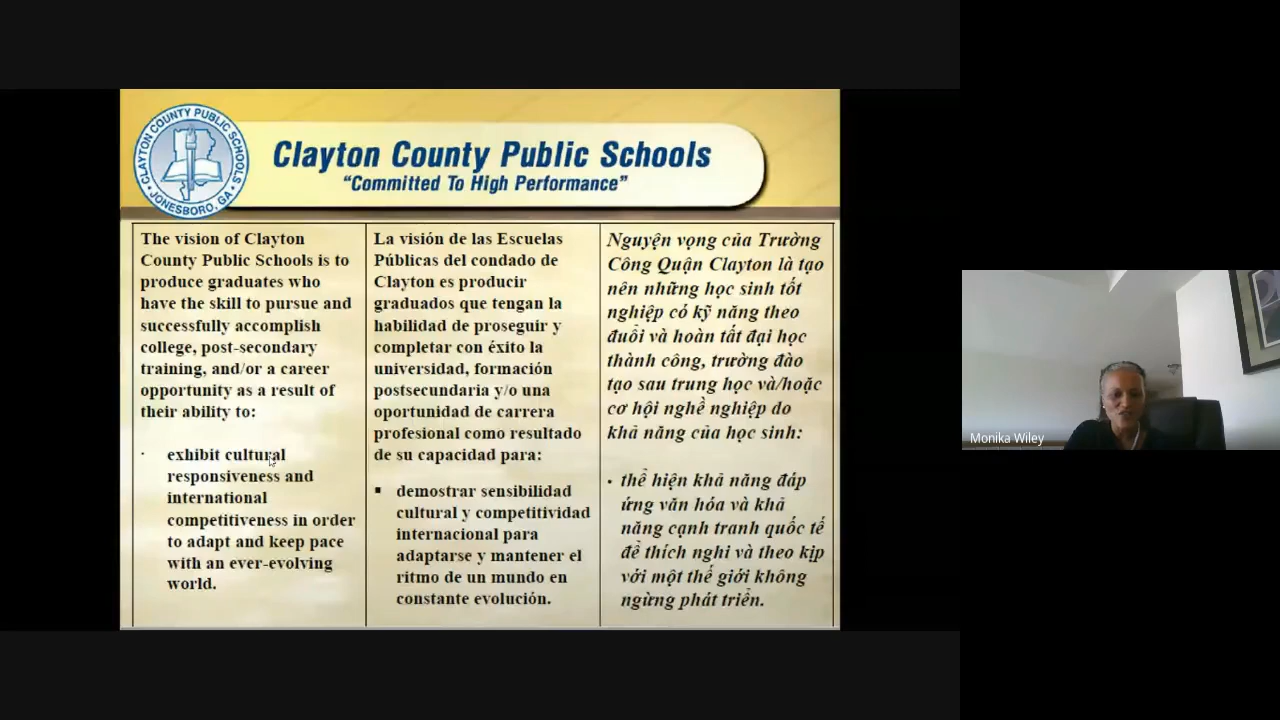 CLAYTON COUNTY PUBLIC SCHOOLS
JONESBORO, GA
Clayton County Public Schools
“Committed To High Performance”
The vision of Clayton
County Public Schools is to
produce graduates who
have the skill to pursue and
successfully accomplish
college, post-secondary
training, and/or a career
opportunity as a result of
their ability to:
· exhibit cultural
responsiveness and
international
competitiveness in order
to adapt and keep pace
with an ever-evolving
world.
La visión de las Escuelas
Públicas del condado de
Clayton es producir
graduados que tengan la
habilidad de proseguir y
completar con éxito la
universidad, formación
postsecundaria y/o una
oportunidad de carrera
profesional como resultado
de su capacidad para:
▪ demostrar sensibilidad
cultural y competitividad
internacional para
adaptarse y mantener el
ritmo de un mundo en
constante evolución.
Nguyện vọng của Trường
Công Quận Clayton là tạo
nên những học sinh tốt
nghiệp có kỹ năng theo
đuổi và hoàn tất đại học
thành công, trường đào
tạo sau trung học và/hoặc
cơ hội nghề nghiệp do
khả năng của học sinh:
• thể hiện khả năng đáp
ứng văn hóa và khả
năng cạnh tranh quốc tế
để thích nghi và theo kịp
với một thế giới không
ngừng phát triển.
Monika Wiley